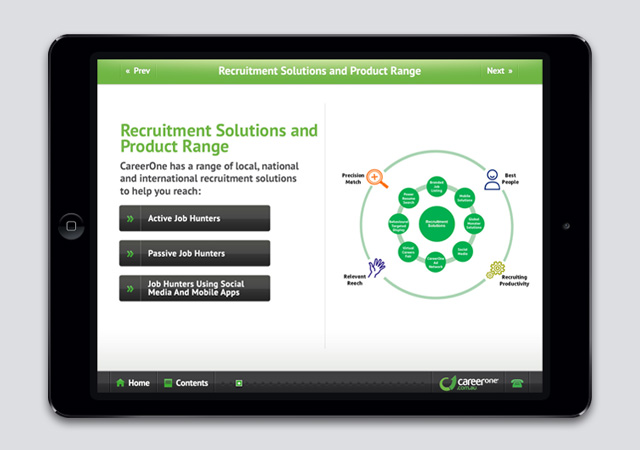 « Prev
Recruitment Solutions and Product Range
Next »
Recruitment Solutions and
Product Range
CareerOne has a range of local, national
and international recruitment solutions
to help you reach:
Active Job Hunters
Passive Job Hunters
Job Hunters Using Social
Media And Mobile Apps
Precision
Match
Best
People
Relevant
Reach
Recruiting
Productivity
Recruitment
Solutions
Branded
Job
Listing
Mobile
Solutions
Global
Monster
Solutions
Social
Media
CareerOne
Ad
Network
Virtual
Careers
Fair
Behavioural
Targeted
Display
Power
Resume
Search
Home
Contents
careerone
.com.au